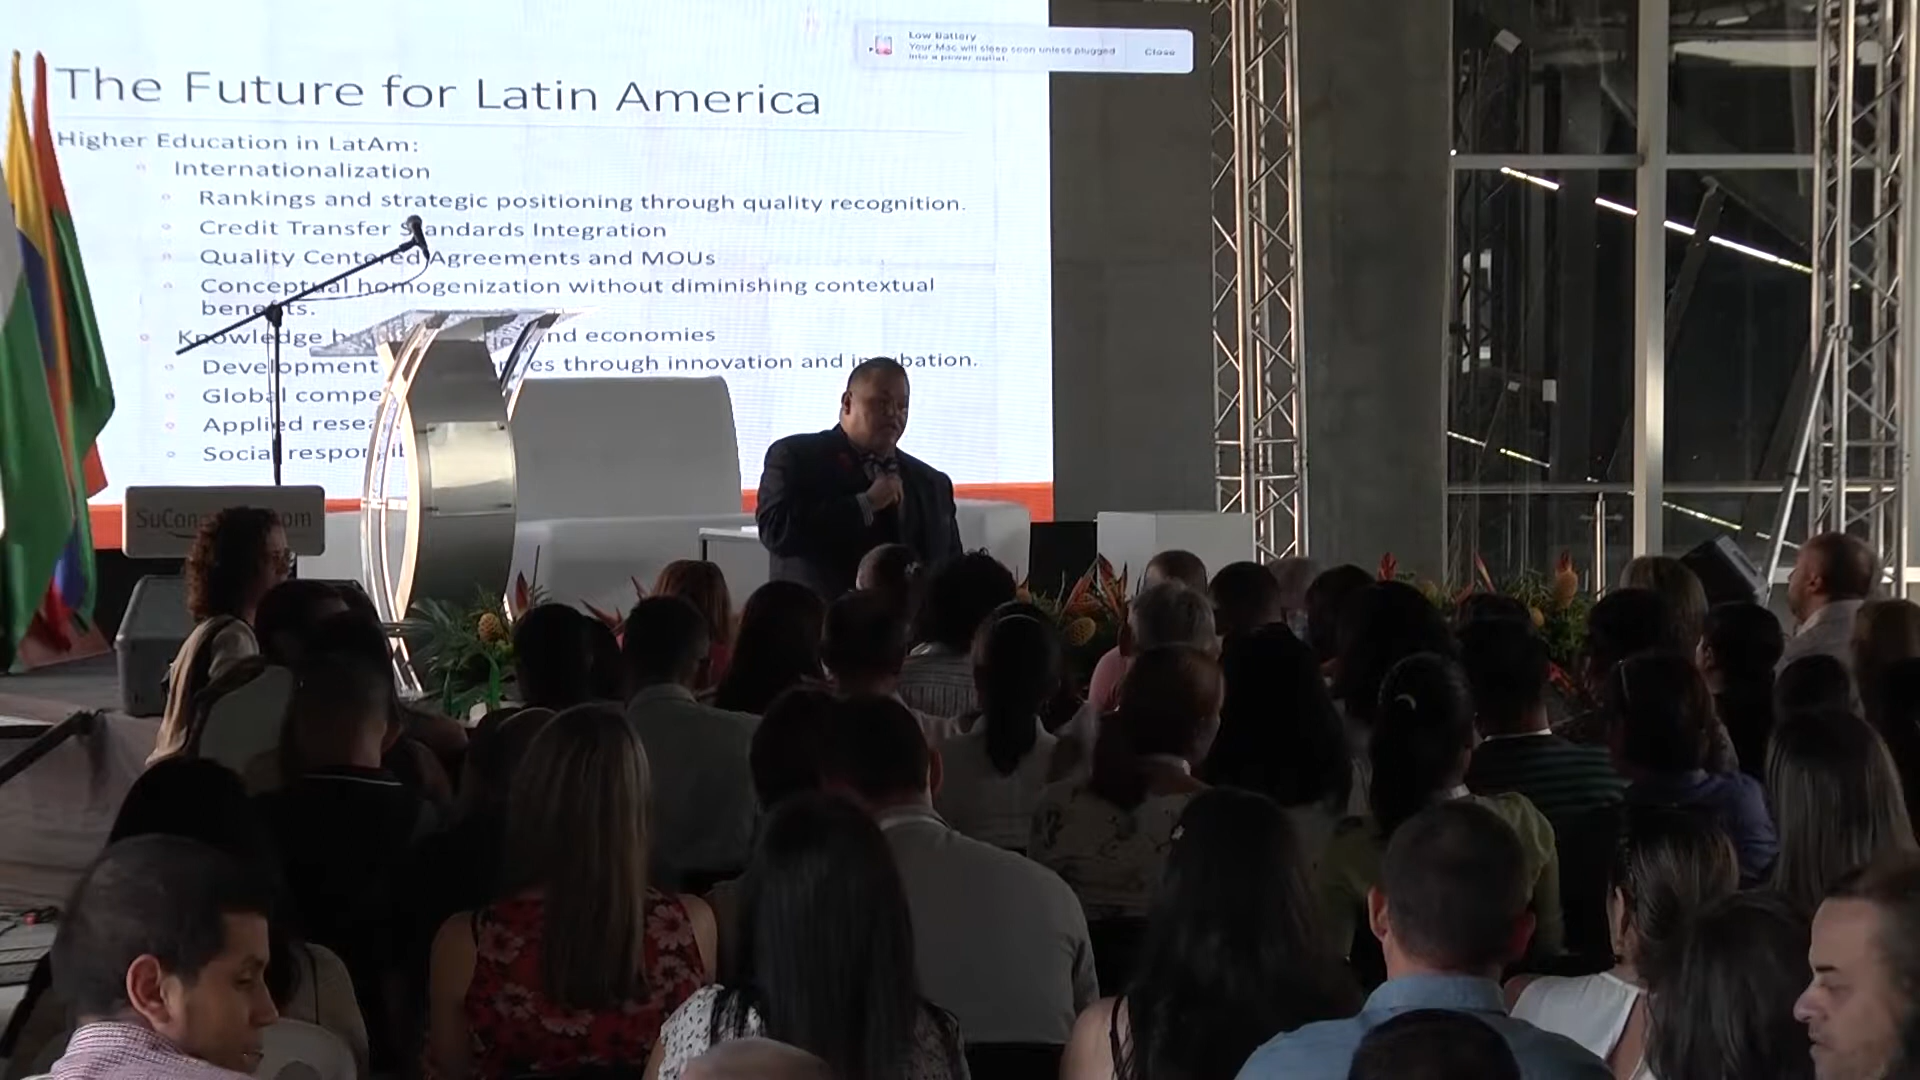 Low Battery
Your Mac will sleep soon unless plugged
into a power outlet.
Close
The Future for Latin America
Higher Education in LatAm:
Internationalization
Rankings and strategic positioning through quality recognition.
Credit Transfer Standards Integration
Quality Centered Agreements and MOUs
Conceptual homogenization without diminishing contextual
benefits.
Knowledge and economies
Development through innovation and incubation.
Global
Applied
Social